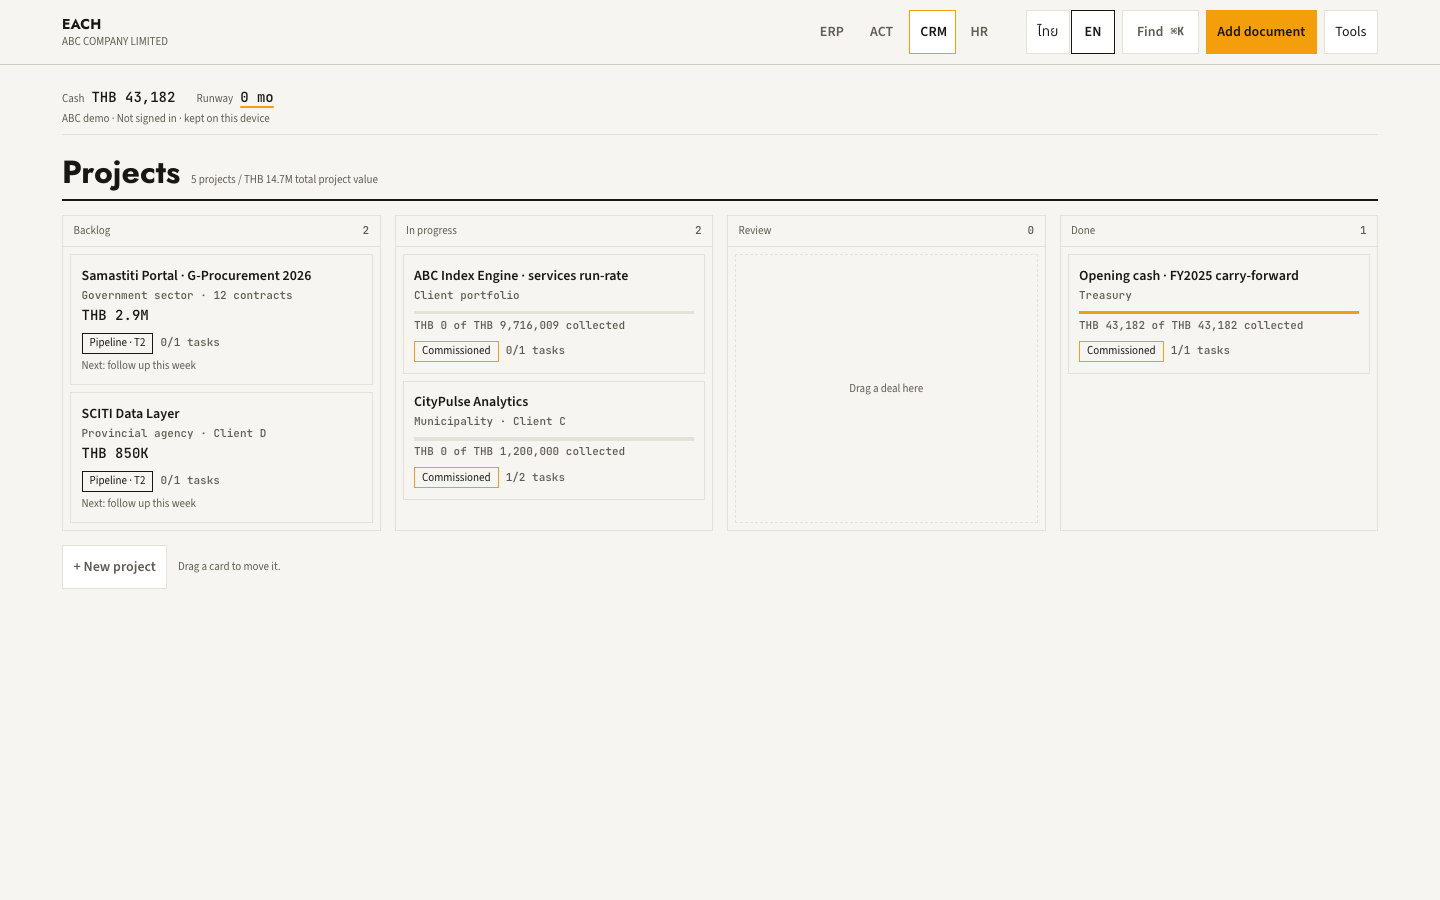 EACH
ABC COMPANY LIMITED
ERP ACT CRM HR ไทย EN Find ⌘K Add document Tools
Cash THB 43,182 Runway 0 mo
ABC demo · Not signed in · kept on this device
Projects 5 projects / THB 14.7M total project value
Backlog 2
Samastiti Portal · G-Procurement 2026
Government sector · 12 contracts
THB 2.9M
Pipeline · T2 0/1 tasks
Next: follow up this week
SCITI Data Layer
Provincial agency · Client D
THB 850K
Pipeline · T2 0/1 tasks
Next: follow up this week
In progress 2
ABC Index Engine · services run-rate
Client portfolio
THB 0 of THB 9,716,009 collected
Commissioned 0/1 tasks
CityPulse Analytics
Municipality · Client C
THB 0 of THB 1,200,000 collected
Commissioned 1/2 tasks
Review 0
Drag a deal here
Done 1
Opening cash · FY2025 carry-forward
Treasury
THB 43,182 of THB 43,182 collected
Commissioned 1/1 tasks
+ New project Drag a card to move it.